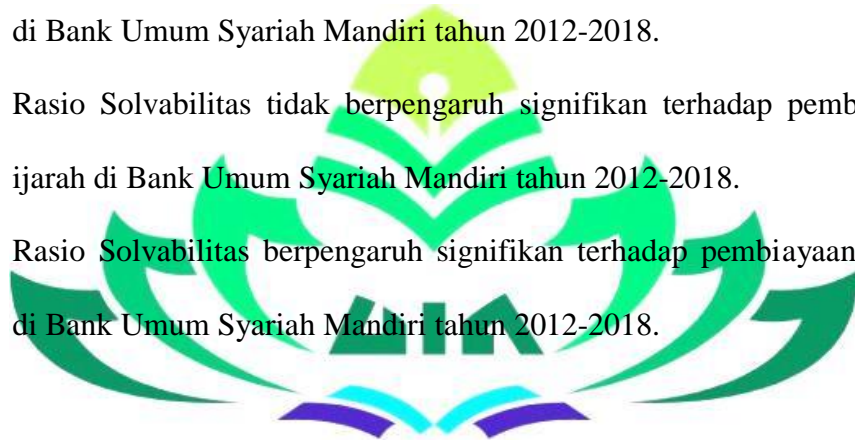 di Bank Umum Syariah Mandiri tahun 2012-2018.
Rasio Solvabilitas tidak berpengaruh signifikan terhadap pemb
ijarah di Bank Umum Syariah Mandiri tahun 2012-2018.
Rasio Solvabilitas berpengaruh signifikan terhadap pembiayaan
di Bank Umum Syariah Mandiri tahun 2012-2018.